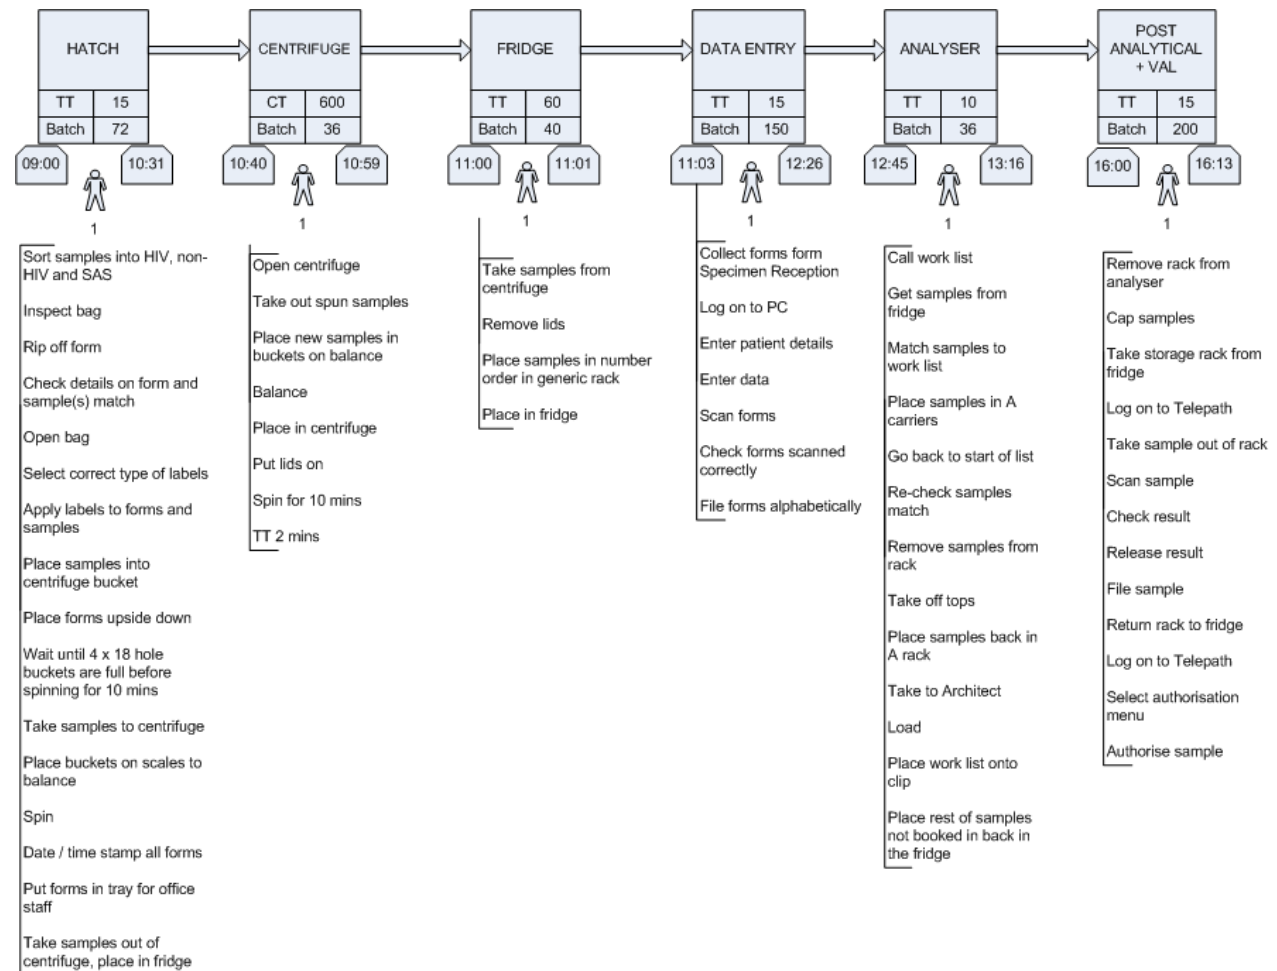 HATCH
TT 15
Batch 72
09:00
10:31
1
Sort samples into HIV, non-
HIV and SAS
Inspect bag
Rip off form
Check details on form and
sample(s) match
Open bag
Select correct type of labels
Apply labels to forms and
samples
Place samples into
centrifuge bucket
Place forms upside down
Wait until 4 x 18 hole
buckets are full before
spinning for 10 mins
Take samples to centrifuge
Place buckets on scales to
balance
Spin
Date / time stamp all forms
Put forms in tray for office
staff
Take samples out of
centrifuge, place in fridge
CENTRIFUGE
CT 600
Batch 36
10:40
10:59
1
Open centrifuge
Take out spun samples
Place new samples in
buckets on balance
Balance
Place in centrifuge
Put lids on
Spin for 10 mins
TT 2 mins
FRIDGE
TT 60
Batch 40
11:00
11:01
1
Take samples from
centrifuge
Remove lids
Place samples in number
order in generic rack
Place in fridge
DATA ENTRY
TT 15
Batch 150
11:03
12:26
1
Collect forms form
Specimen Reception
Log on to PC
Enter patient details
Enter data
Scan forms
Check forms scanned
correctly
File forms alphabetically
ANALYSER
TT 10
Batch 36
12:45
13:16
1
Call work list
Get samples from
fridge
Match samples to
work list
Place samples in A
carriers
Go back to start of list
Re-check samples
match
Remove samples from
rack
Take off tops
Place samples back in
A rack
Take to Architect
Load
Place work list onto
clip
Place rest of samples
not booked in back in
the fridge
POST
ANALYTICAL
+ VAL
TT 15
Batch 200
16:00
16:13
1
Remove rack from
analyser
Cap samples
Take storage rack from
fridge
Log on to Telepath
Take sample out of rack
Scan sample
Check result
Release result
File sample
Return rack to fridge
Log on to Telepath
Select authorisation
menu
Authorise sample